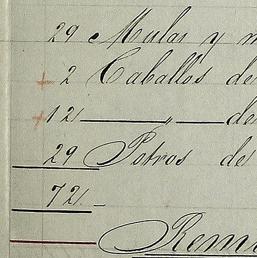 29 Mulas y m
+ 2 Caballos de
+ 12 ——— „ —— de
29 Potros de
72. –
Rem